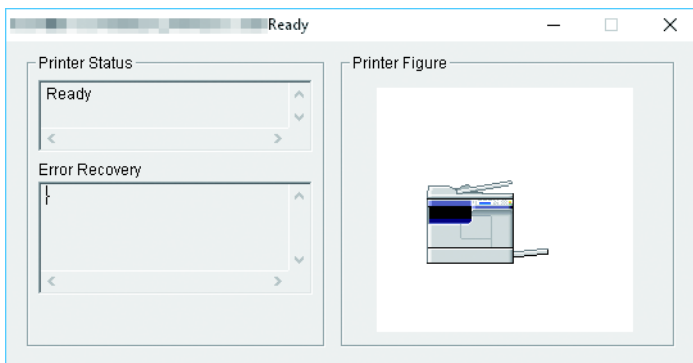 Ready
Printer Status
Ready
Error Recovery
Printer Figure